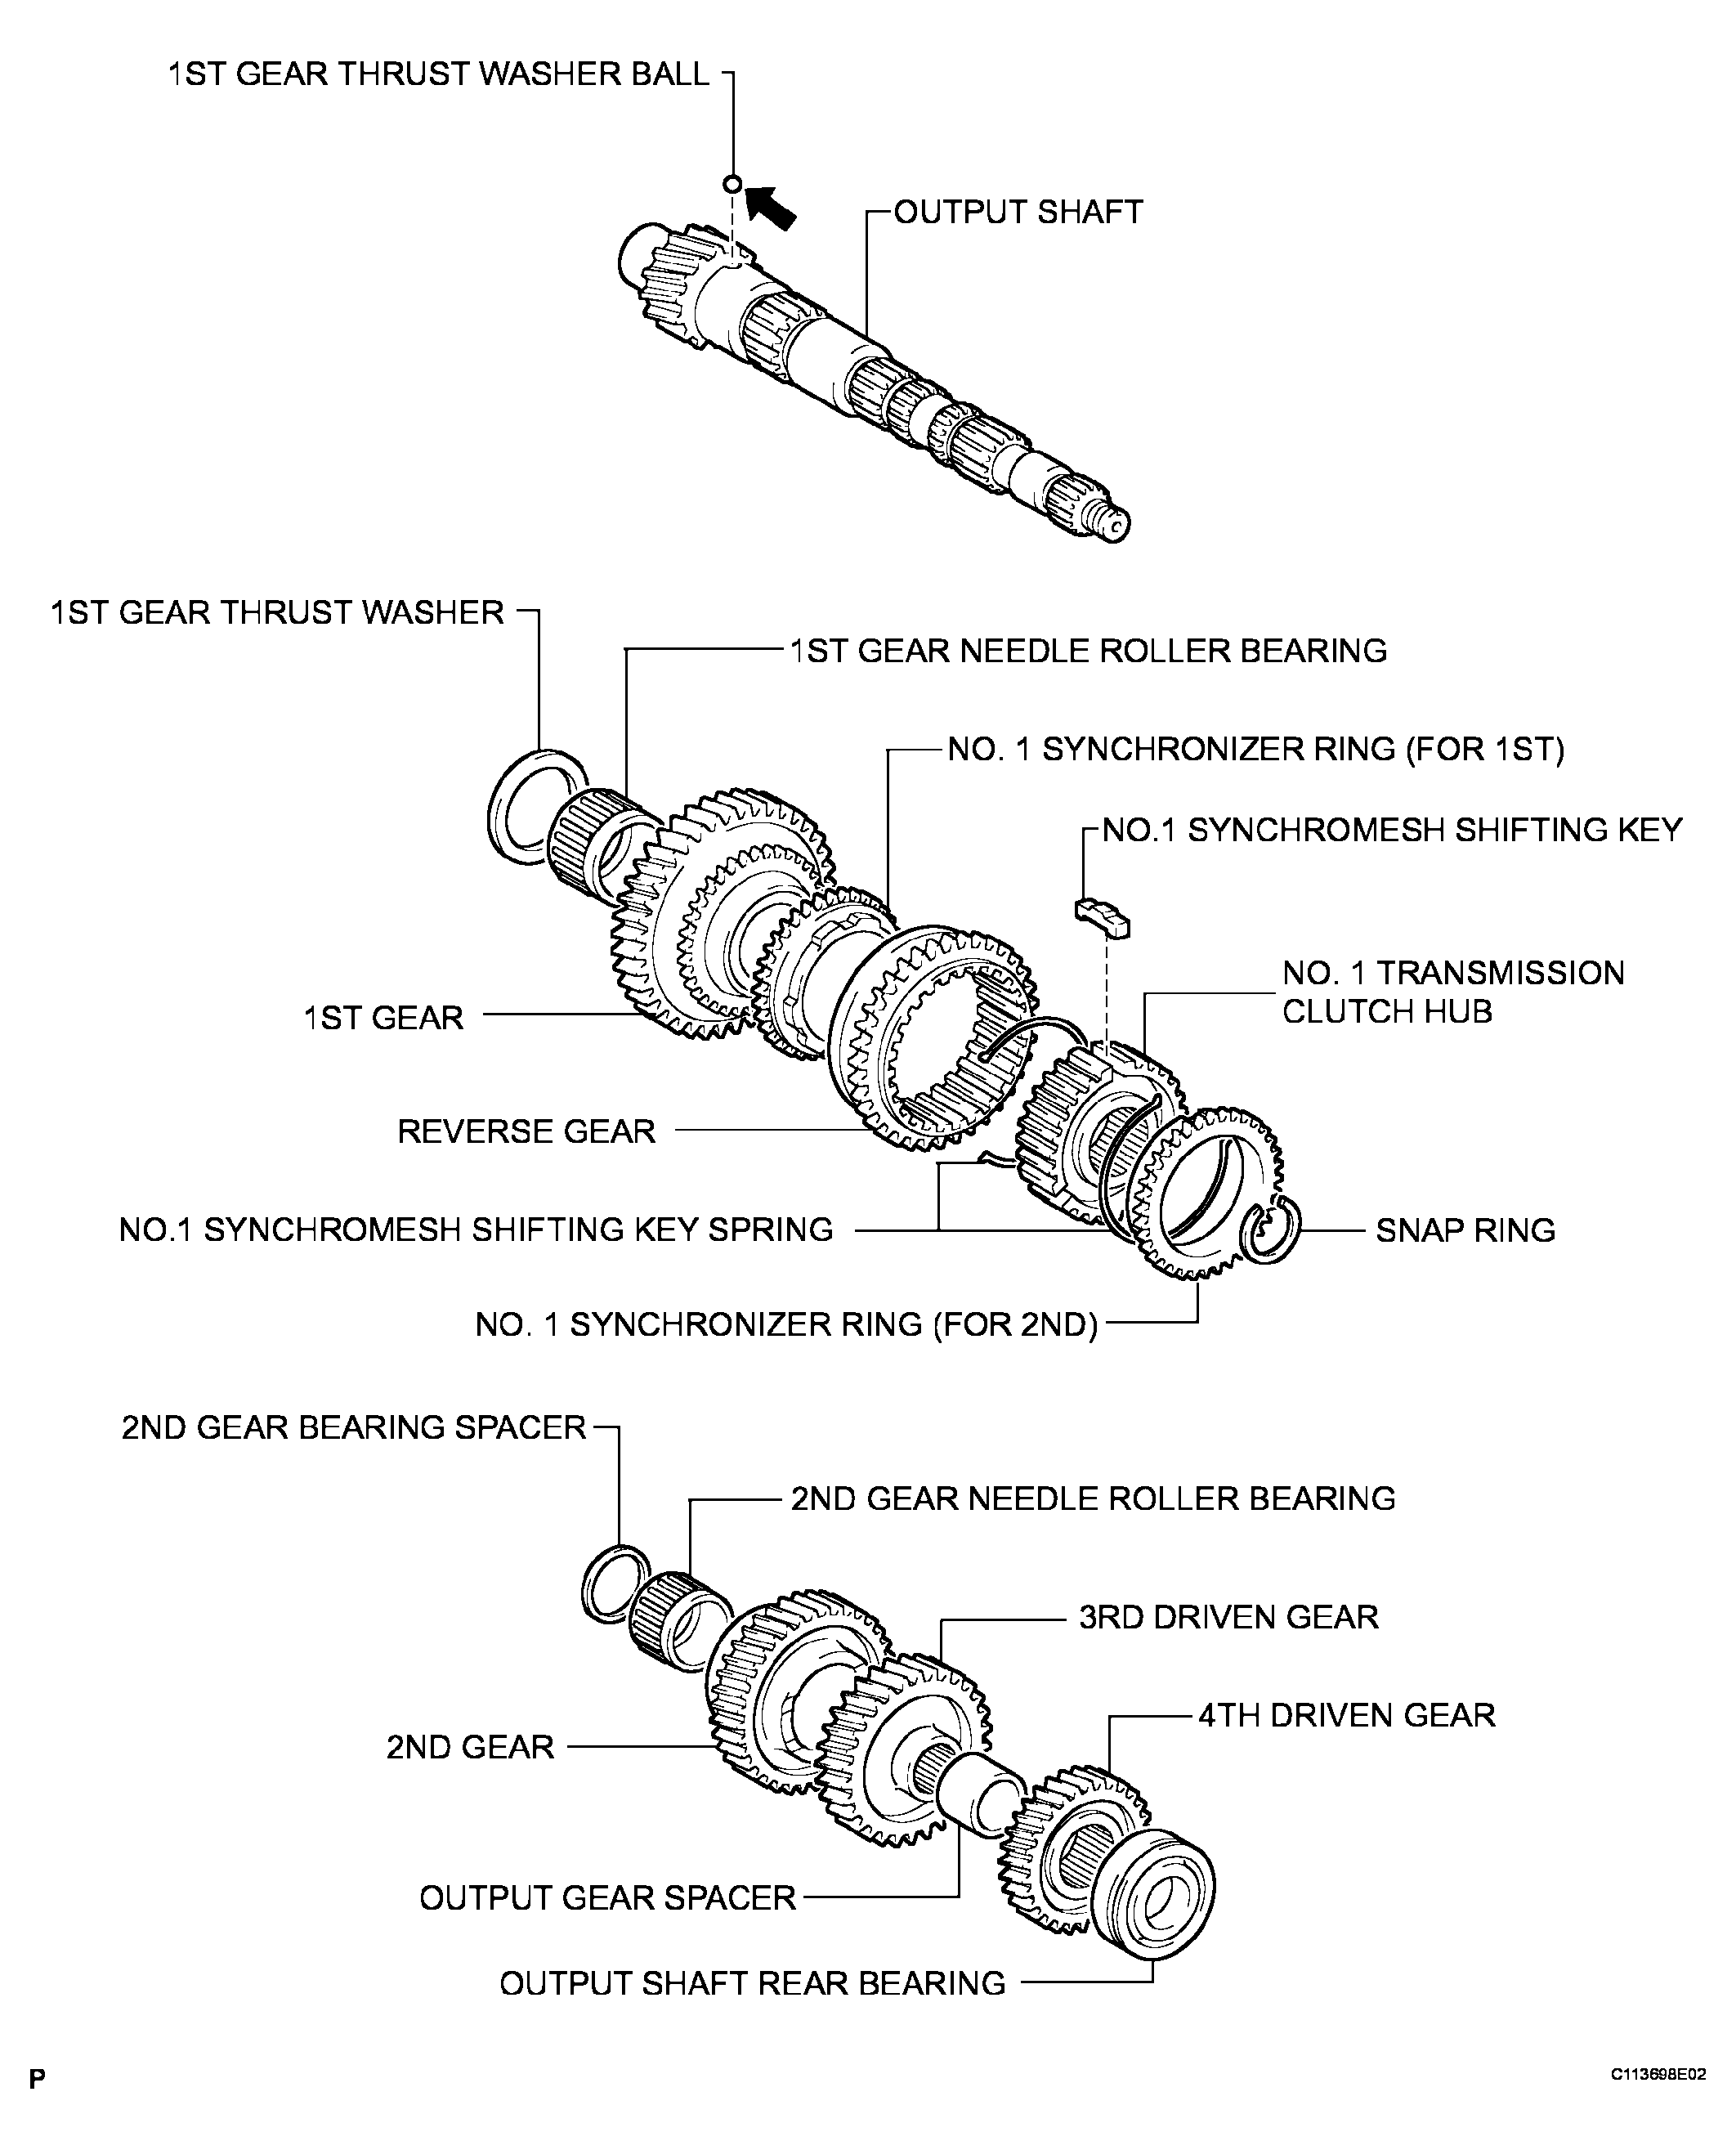 1ST GEAR THRUST WASHER BALL
OUTPUT SHAFT
1ST GEAR THRUST WASHER
1ST GEAR NEEDLE ROLLER BEARING
NO. 1 SYNCHRONIZER RING (FOR 1ST)
NO.1 SYNCHROMESH SHIFTING KEY
NO. 1 TRANSMISSION
CLUTCH HUB
1ST GEAR
REVERSE GEAR
NO.1 SYNCHROMESH SHIFTING KEY SPRING
SNAP RING
NO. 1 SYNCHRONIZER RING (FOR 2ND)
2ND GEAR BEARING SPACER
2ND GEAR NEEDLE ROLLER BEARING
3RD DRIVEN GEAR
4TH DRIVEN GEAR
2ND GEAR
OUTPUT GEAR SPACER
OUTPUT SHAFT REAR BEARING
P
C113698E02